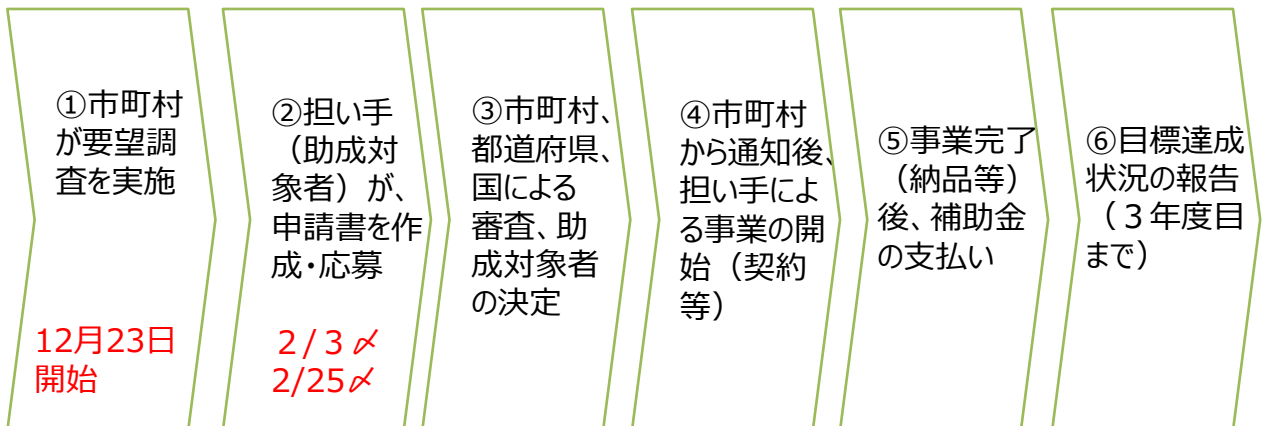 ①市町村
が要望調
査を実施
12月23日
開始
②担い手
（助成対
象者）が、
申請書を作
成・応募
2/3〆
2/25〆
③市町村、
都道府県、
国による
審査、助
成対象者
の決定
④市町村
から通知後、
担い手によ
る事業の開
始（契約
等）
⑤事業完了
（納品等）
後、補助金
の支払い
⑥目標達成
状況の報告
（３年度目
まで）